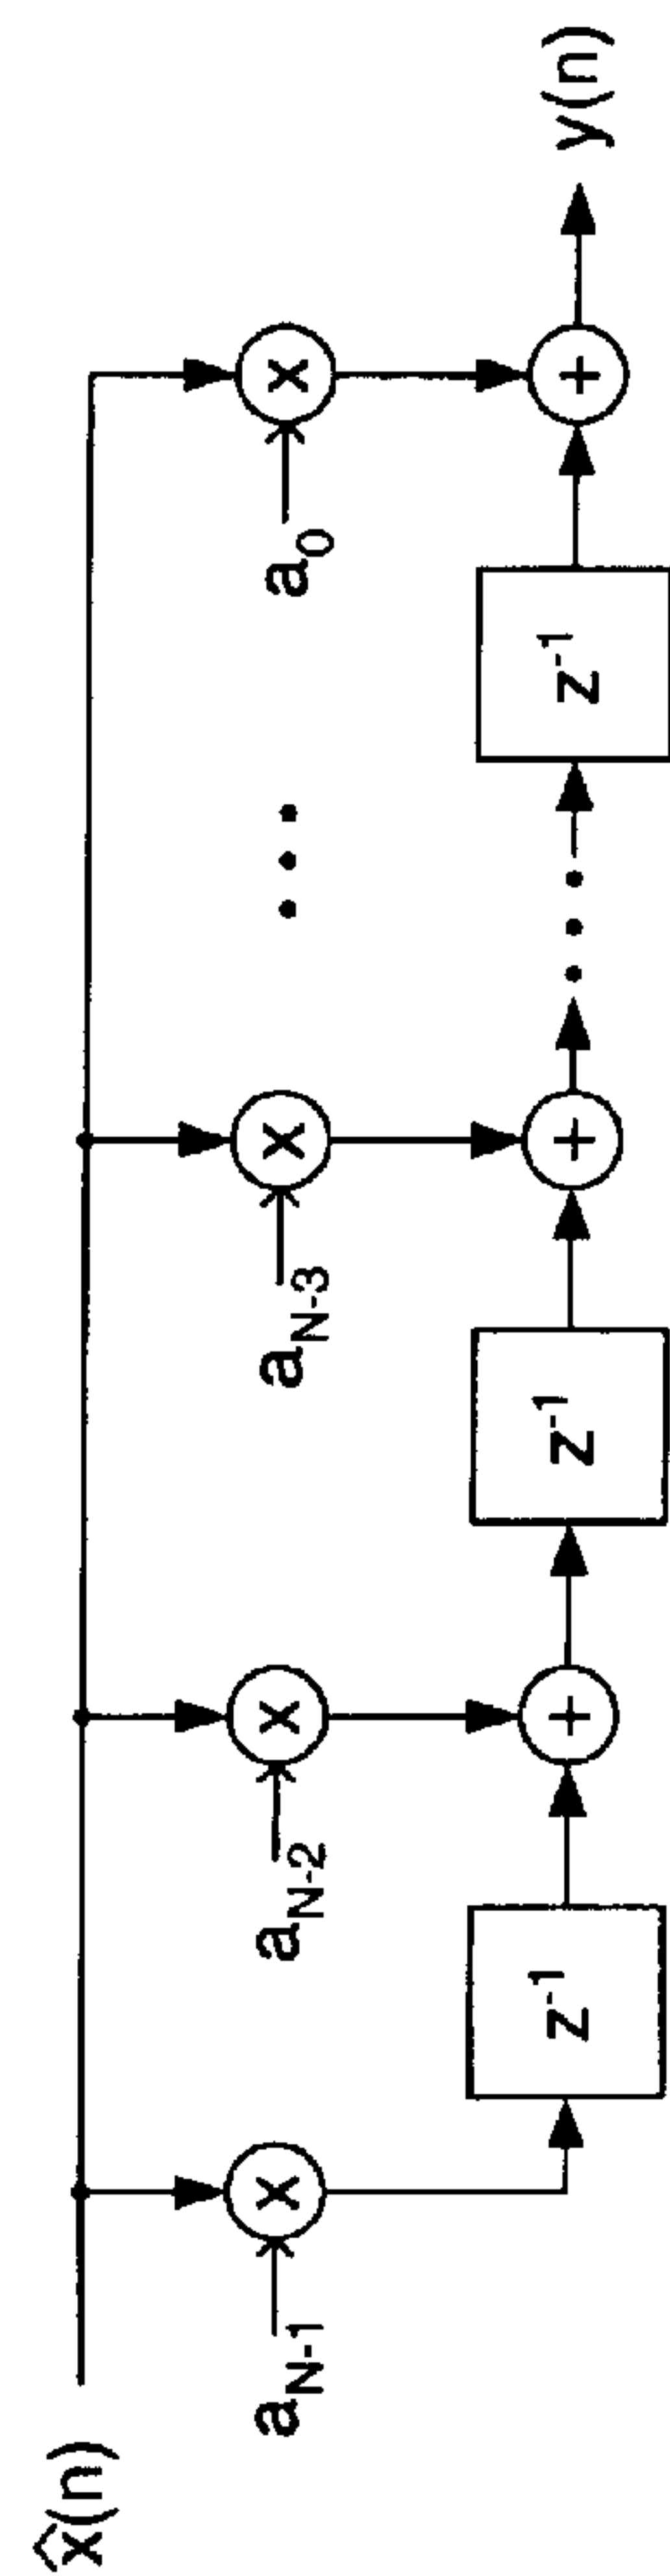 x̂(n)
x x x ... x
a_{N-1} a_{N-2} a_{N-3} a_0
z^{-1} + z^{-1} + ... z^{-1} + y(n)